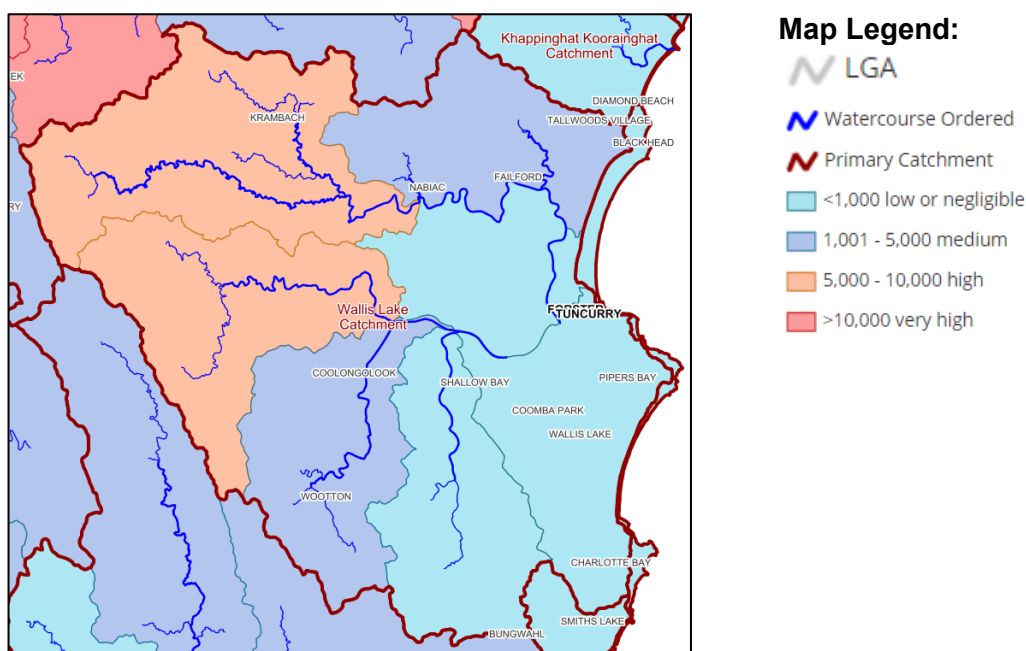 Khappinghat Koorainghat
Catchment
EK
DIAMOND BEACH
KRAMBACH
TALLWOODS VILLAGE
BLACK HEAD
FAILFORD
NABIAC
RY
Wallis Lake
Catchment
FORSTER
TUNCURRY
COOLONGOLOOK
SHALLOW BAY
PIPERS BAY
COOMBA PARK
WALLIS LAKE
WOOTTON
CHARLOTTE BAY
SMITHS LAKE
BUNGWAHL
Map Legend:
LGA
Watercourse Ordered
Primary Catchment
<1,000 low or negligible
1,001 - 5,000 medium
5,000 - 10,000 high
>10,000 very high